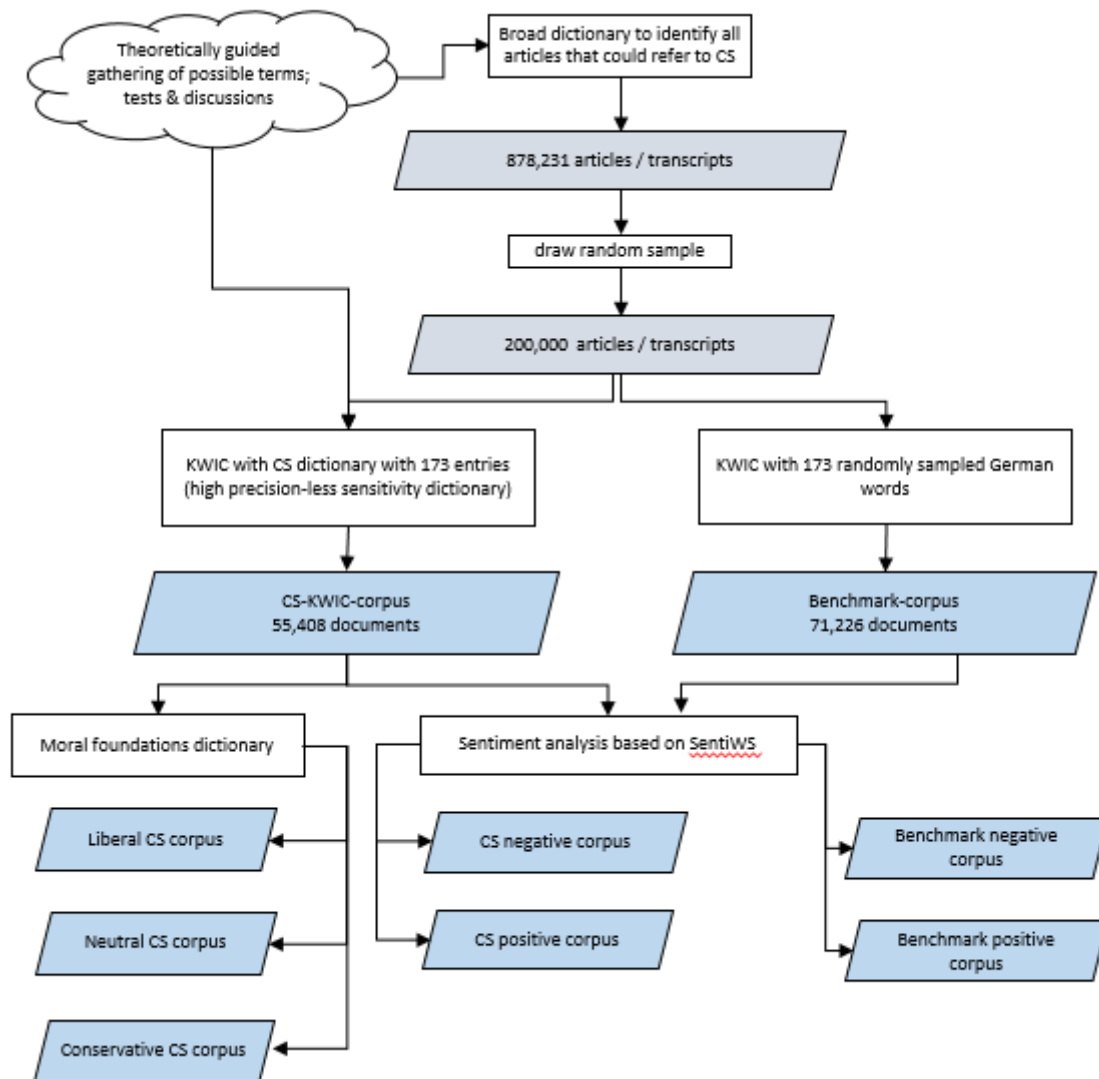 Theoretically guided
gathering of possible terms;
tests & discussions
Broad dictionary to identify all
articles that could refer to CS
878,231 articles / transcripts
draw random sample
200,000 articles / transcripts
KWIC with CS dictionary with 173 entries
(high precision-less sensitivity dictionary)
KWIC with 173 randomly sampled German
words
CS-KWIC-corpus
55,408 documents
Benchmark-corpus
71,226 documents
Moral foundations dictionary
Sentiment analysis based on SentiWS
Liberal CS corpus
CS negative corpus
Benchmark negative
corpus
Neutral CS corpus
CS positive corpus
Benchmark positive
corpus
Conservative CS corpus